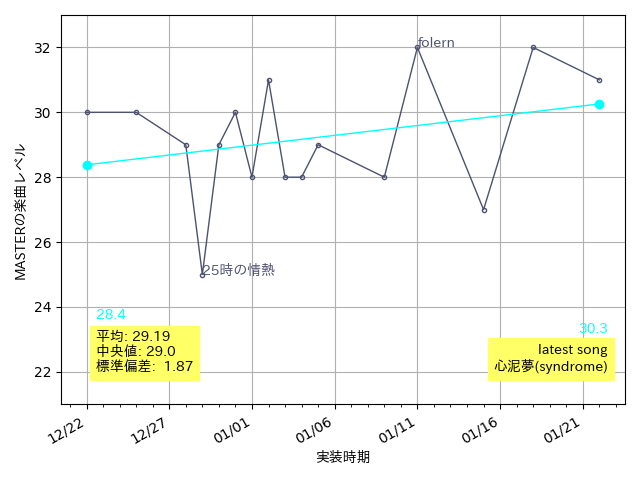 32
30
28
26
24
22
MASTERの楽曲レベル
folern
25時の情熱
28.4
30.3
平均: 29.19
中央値: 29.0
標準偏差: 1.87
latest song
心泥夢(syndrome)
12/22
12/27
01/01
01/06
01/11
01/16
01/21
実装時期